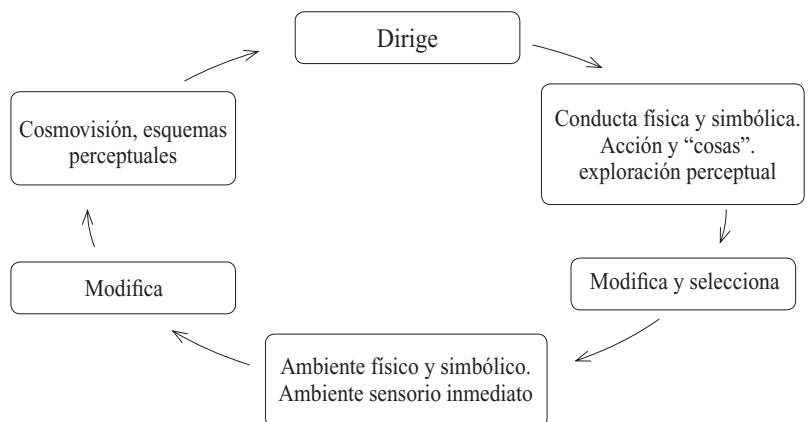 Dirige
Cosmovisión, esquemas
perceptuales
Conducta física y simbólica.
Acción y “cosas”.
exploración perceptual
Modifica
Modifica y selecciona
Ambiente físico y simbólico.
Ambiente sensorio inmediato